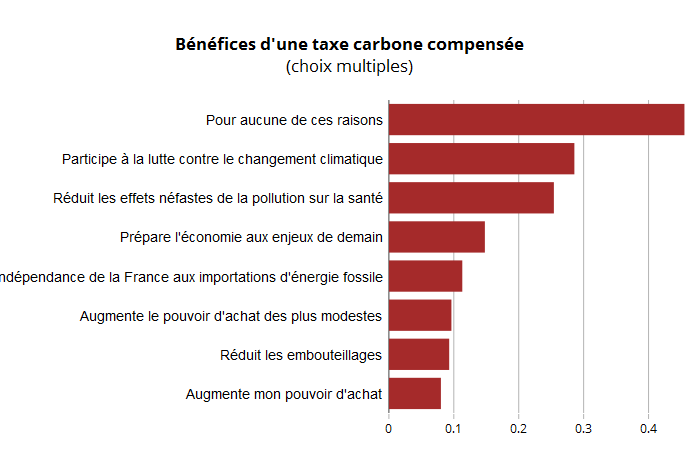 Bénéfices d'une taxe carbone compensée
(choix multiples)
Pour aucune de ces raisons
Participe à la lutte contre le changement climatique
Réduit les effets néfastes de la pollution sur la santé
Prépare l'économie aux enjeux de demain
ndépendance de la France aux importations d'énergie fossile
Augmente le pouvoir d'achat des plus modestes
Réduit les embouteillages
Augmente mon pouvoir d'achat
0 0.1 0.2 0.3 0.4